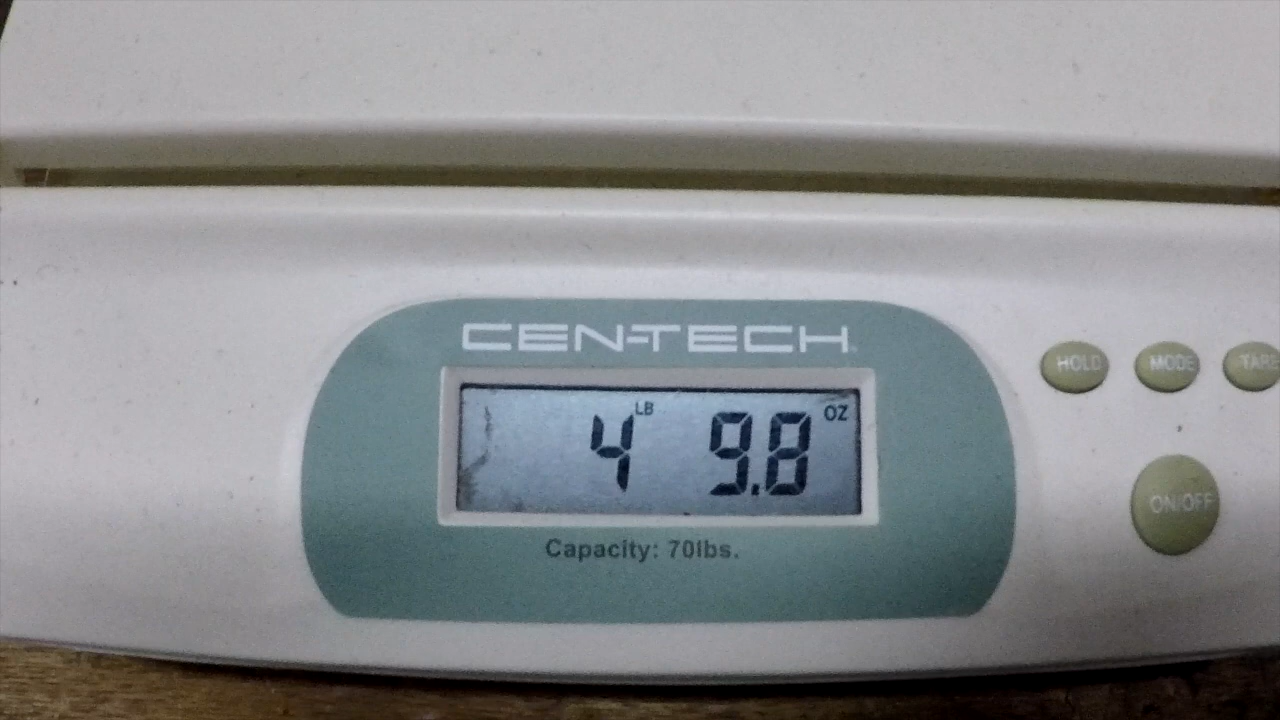 CEN-TECH
4 LB 9.8 OZ
Capacity: 70lbs.
HOLD MODE TARE
ON/OFF